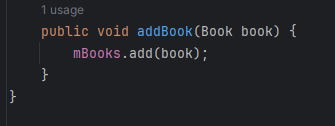 1 usage
public void addBook(Book book) {
mBooks.add(book);
}
}